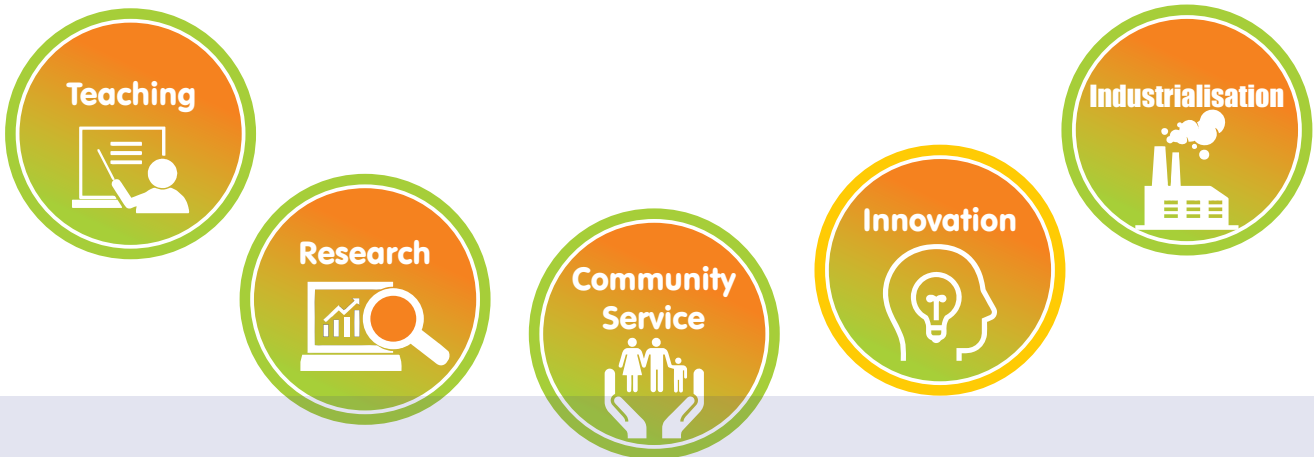 Teaching
Research
Community
Service
Innovation
Industrialisation